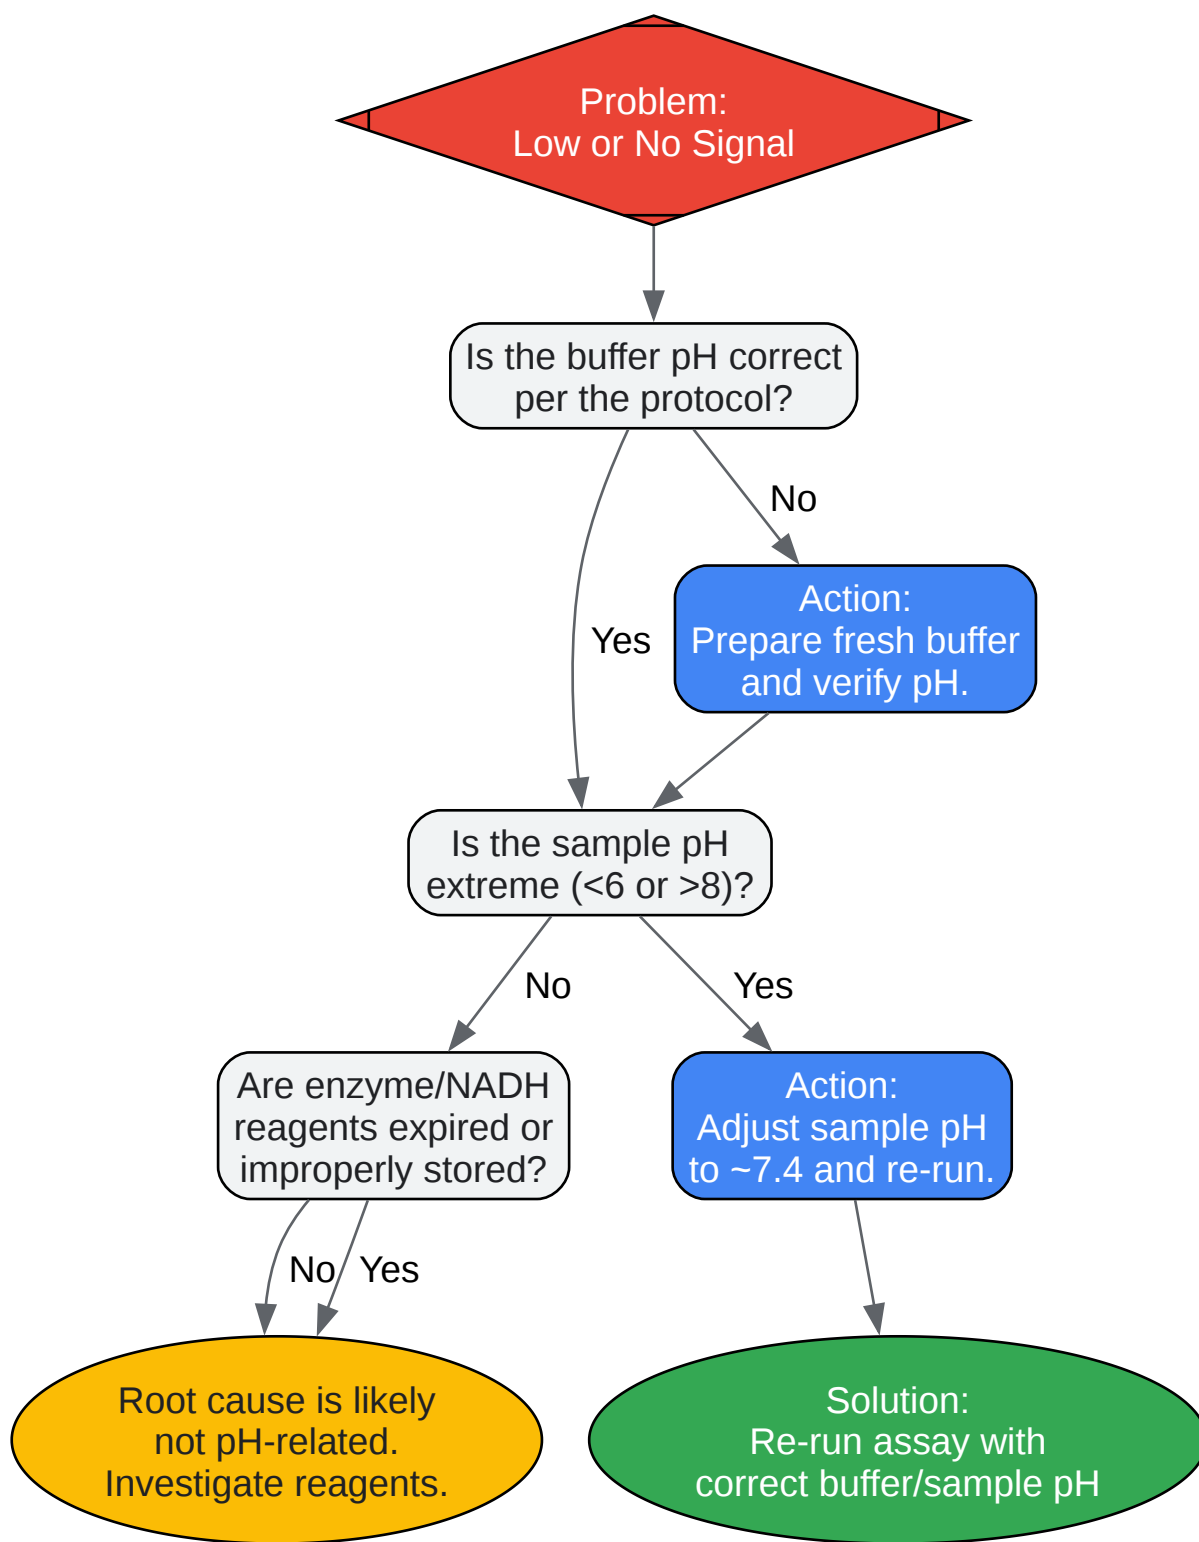 Problem:
Low or No Signal
Is the buffer pH correct
per the protocol?
No
Action:
Prepare fresh buffer
and verify pH.
Yes
Is the sample pH
extreme (<6 or >8)?
No
Yes
Are enzyme/NADH
reagents expired or
improperly stored?
Action:
Adjust sample pH
to ~7.4 and re-run.
No
Yes
Root cause is likely
not pH-related.
Investigate reagents.
Solution:
Re-run assay with
correct buffer/sample pH